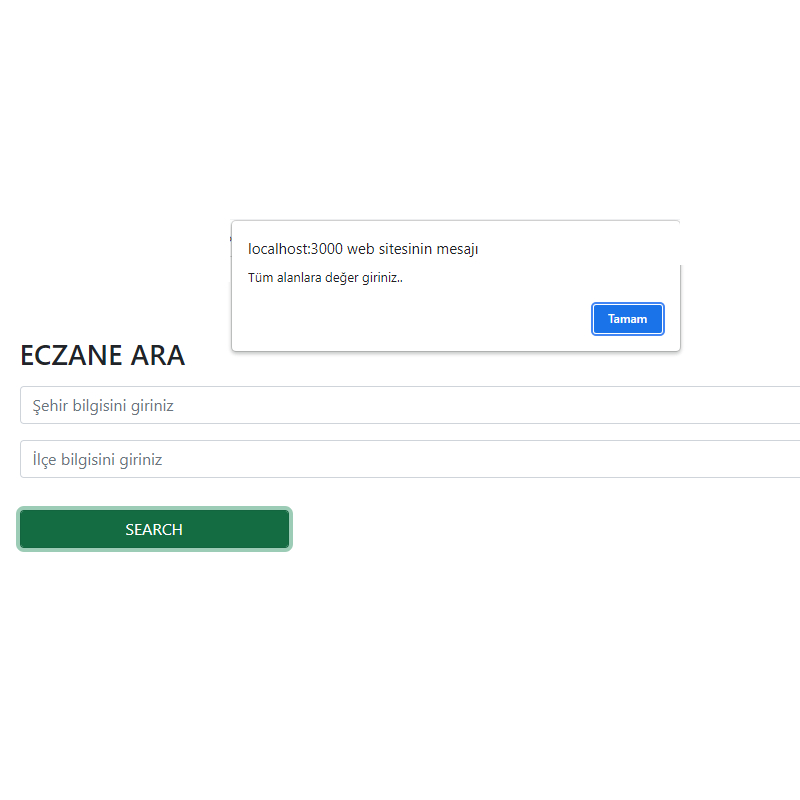 localhost:3000 web sitesinin mesajı
Tüm alanlara değer giriniz..
Tamam
ECZANE ARA
Şehir bilgisini giriniz
İlçe bilgisini giriniz
SEARCH